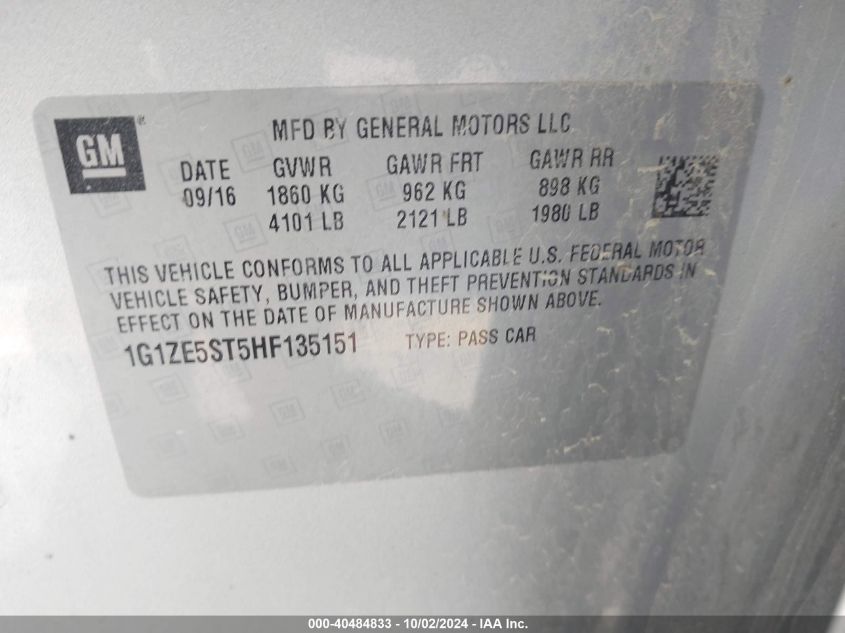 GM ®
MFD BY GENERAL MOTORS LLC
DATE GVWR GAWR FRT GAWR RR
09/16 1860 KG 962 KG 898 KG
4101 LB 2121 LB 1980 LB
THIS VEHICLE CONFORMS TO ALL APPLICABLE U.S. FEDERAL MOTOR
VEHICLE SAFETY, BUMPER, AND THEFT PREVENTION STANDARDS IN
EFFECT ON THE DATE OF MANUFACTURE SHOWN ABOVE.
1G1ZE5ST5HF135151 TYPE: PASS CAR
000-40484833 - 10/02/2024 - IAA Inc.